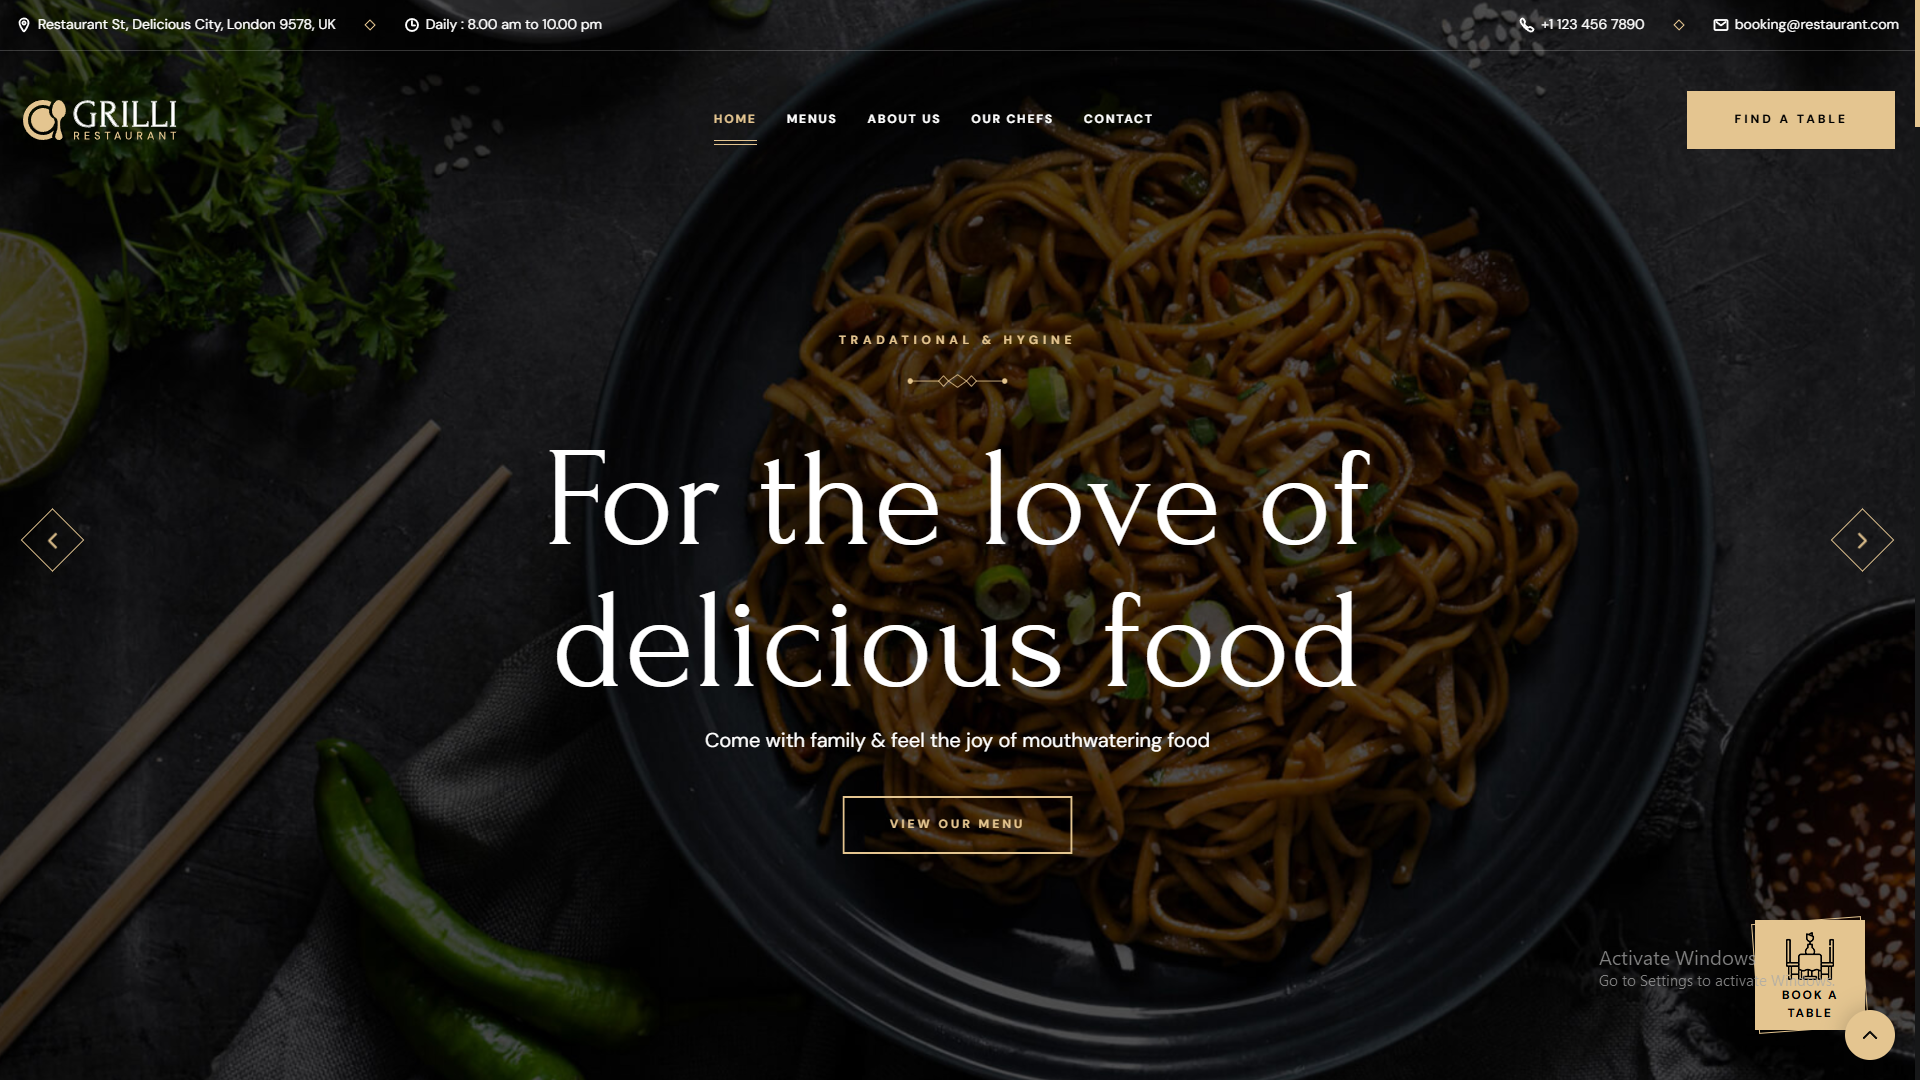 Restaurant St, Delicious City, London 9578, UK
Daily : 8.00 am to 10.00 pm
+1 123 456 7890
booking@restaurant.com
GRILLI
RESTAURANT
HOME
MENUS
ABOUT US
OUR CHEFS
CONTACT
FIND A TABLE
TRADATIONAL & HYGINE
For the love of
delicious food
Come with family & feel the joy of mouthwatering food
VIEW OUR MENU
Activate Windows
Go to Settings to activate Windows.
BOOK A
TABLE